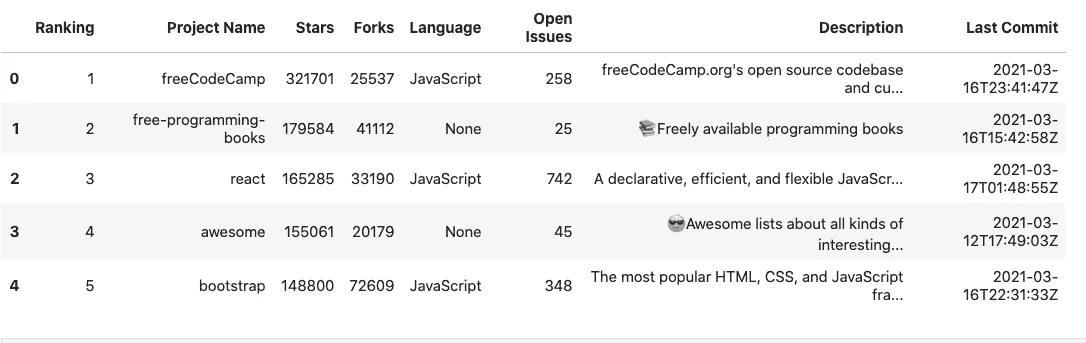 Ranking Project Name Stars Forks Language Open Issues Description Last Commit
0 1 freeCodeCamp 321701 25537 JavaScript 258 freeCodeCamp.org's open source codebase and cu... 2021-03-16T23:41:47Z
1 2 free-programming-books 179584 41112 None 25 📚Freely available programming books 2021-03-16T15:42:58Z
2 3 react 165285 33190 JavaScript 742 A declarative, efficient, and flexible JavaScr... 2021-03-17T01:48:55Z
3 4 awesome 155061 20179 None 45 😎Awesome lists about all kinds of interesting... 2021-03-12T17:49:03Z
4 5 bootstrap 148800 72609 JavaScript 348 The most popular HTML, CSS, and JavaScript fra... 2021-03-16T22:31:33Z